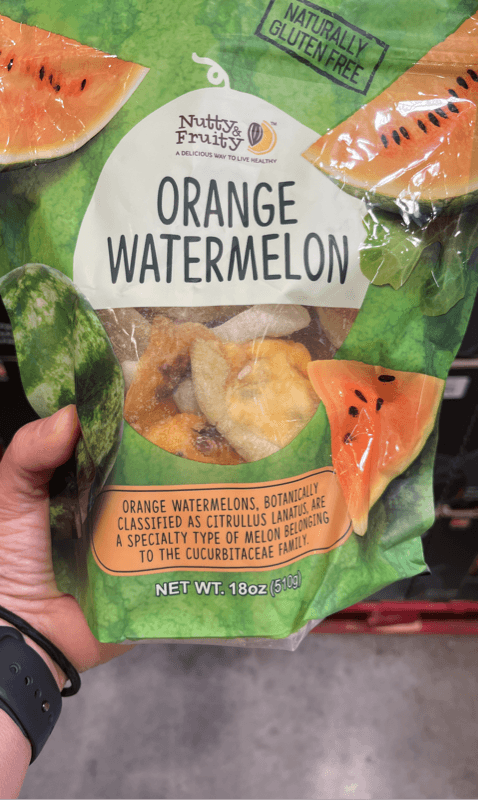 NATURALLY
GLUTEN FREE
Nutty&
Fruity™
A DELICIOUS WAY TO LIVE HEALTHY
ORANGE
WATERMELON
ORANGE WATERMELONS, BOTANICALLY
CLASSIFIED AS CITRULLUS LANATUS, ARE
A SPECIALTY TYPE OF MELON BELONGING
TO THE CUCURBITACEAE FAMILY.
NET WT. 18oz (510g)